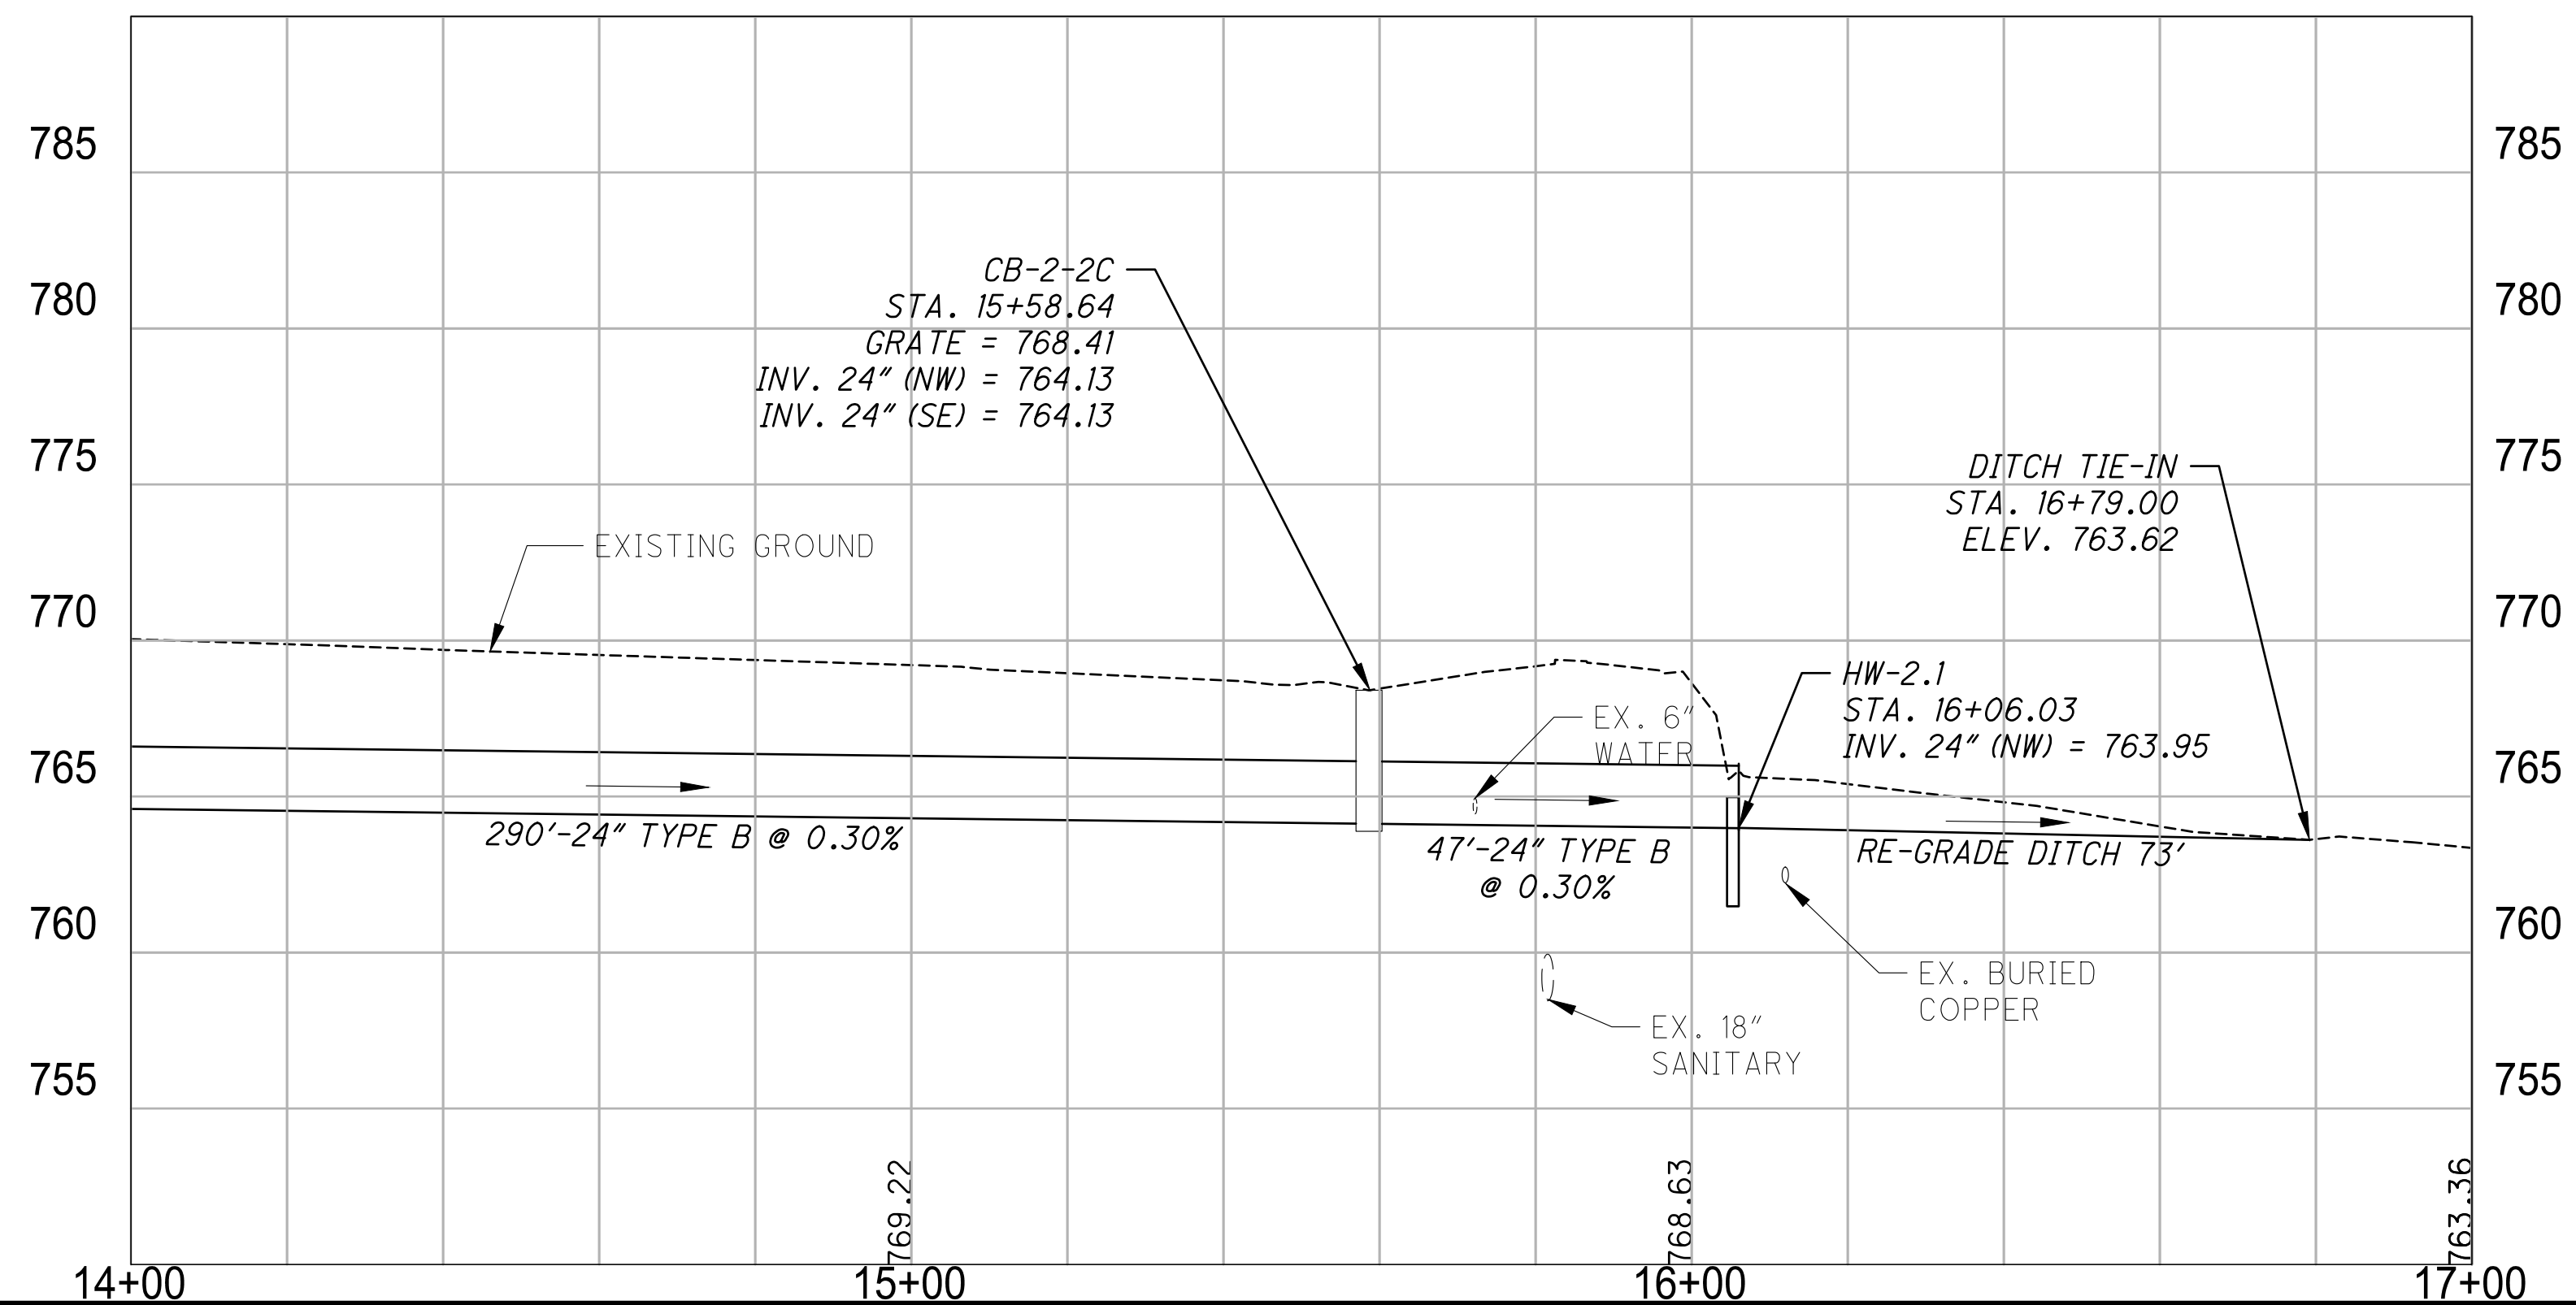 785
785
780
780
775
775
770
770
765
765
760
760
755
755
CB-2-2C
STA. 15+58.64
GRATE = 768.41
INV. 24" (NW) = 764.13
INV. 24" (SE) = 764.13
DITCH TIE-IN
STA. 16+79.00
ELEV. 763.62
EXISTING GROUND
HW-2.1
STA. 16+06.03
INV. 24" (NW) = 763.95
EX. 6"
WATER
290'-24" TYPE B @ 0.30%
47'-24" TYPE B
@ 0.30%
RE-GRADE DITCH 73'
EX. BURIED
COPPER
EX. 18"
SANITARY
769.22
768.63
763.36
14+00
15+00
16+00
17+00